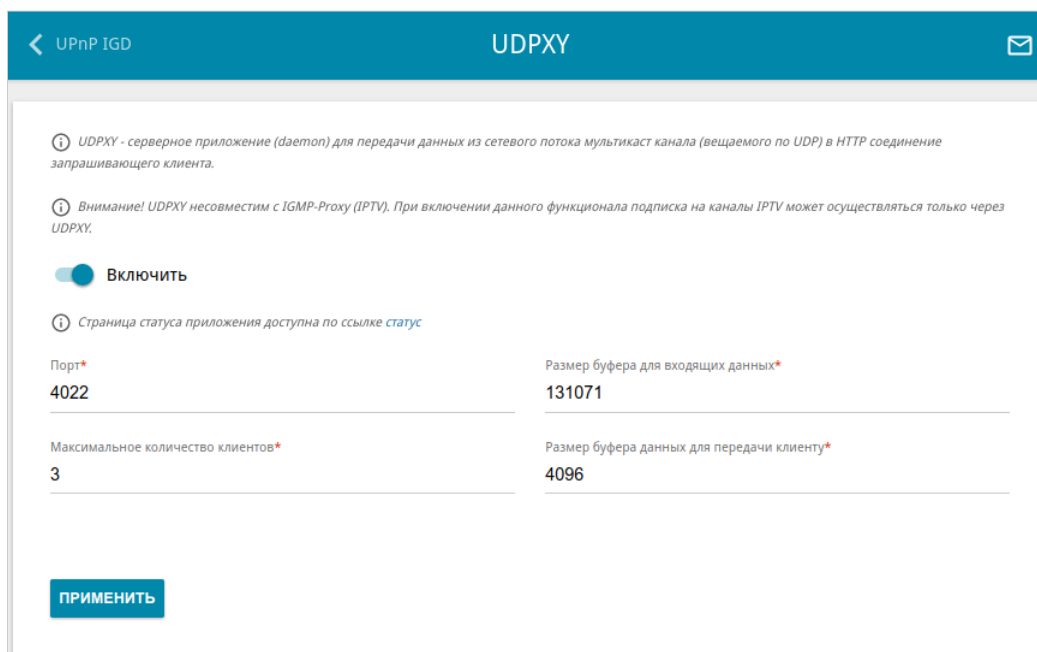 UPnP IGD
UDPXY
UDPXY - серверное приложение (daemon) для передачи данных из сетевого потока мультикаст канала (вещаемого по UDP) в HTTP соединение
запрашивающего клиента.
Внимание! UDPXY несовместим с IGMP-Proxy (IPTV). При включении данного функционала подписка на каналы IPTV может осуществляться только через
UDPXY.
Включить
Страница статуса приложения доступна по ссылке статус
Порт*
Размер буфера для входящих данных*
4022
131071
Максимальное количество клиентов*
Размер буфера данных для передачи клиенту*
3
4096
ПРИМЕНИТЬ